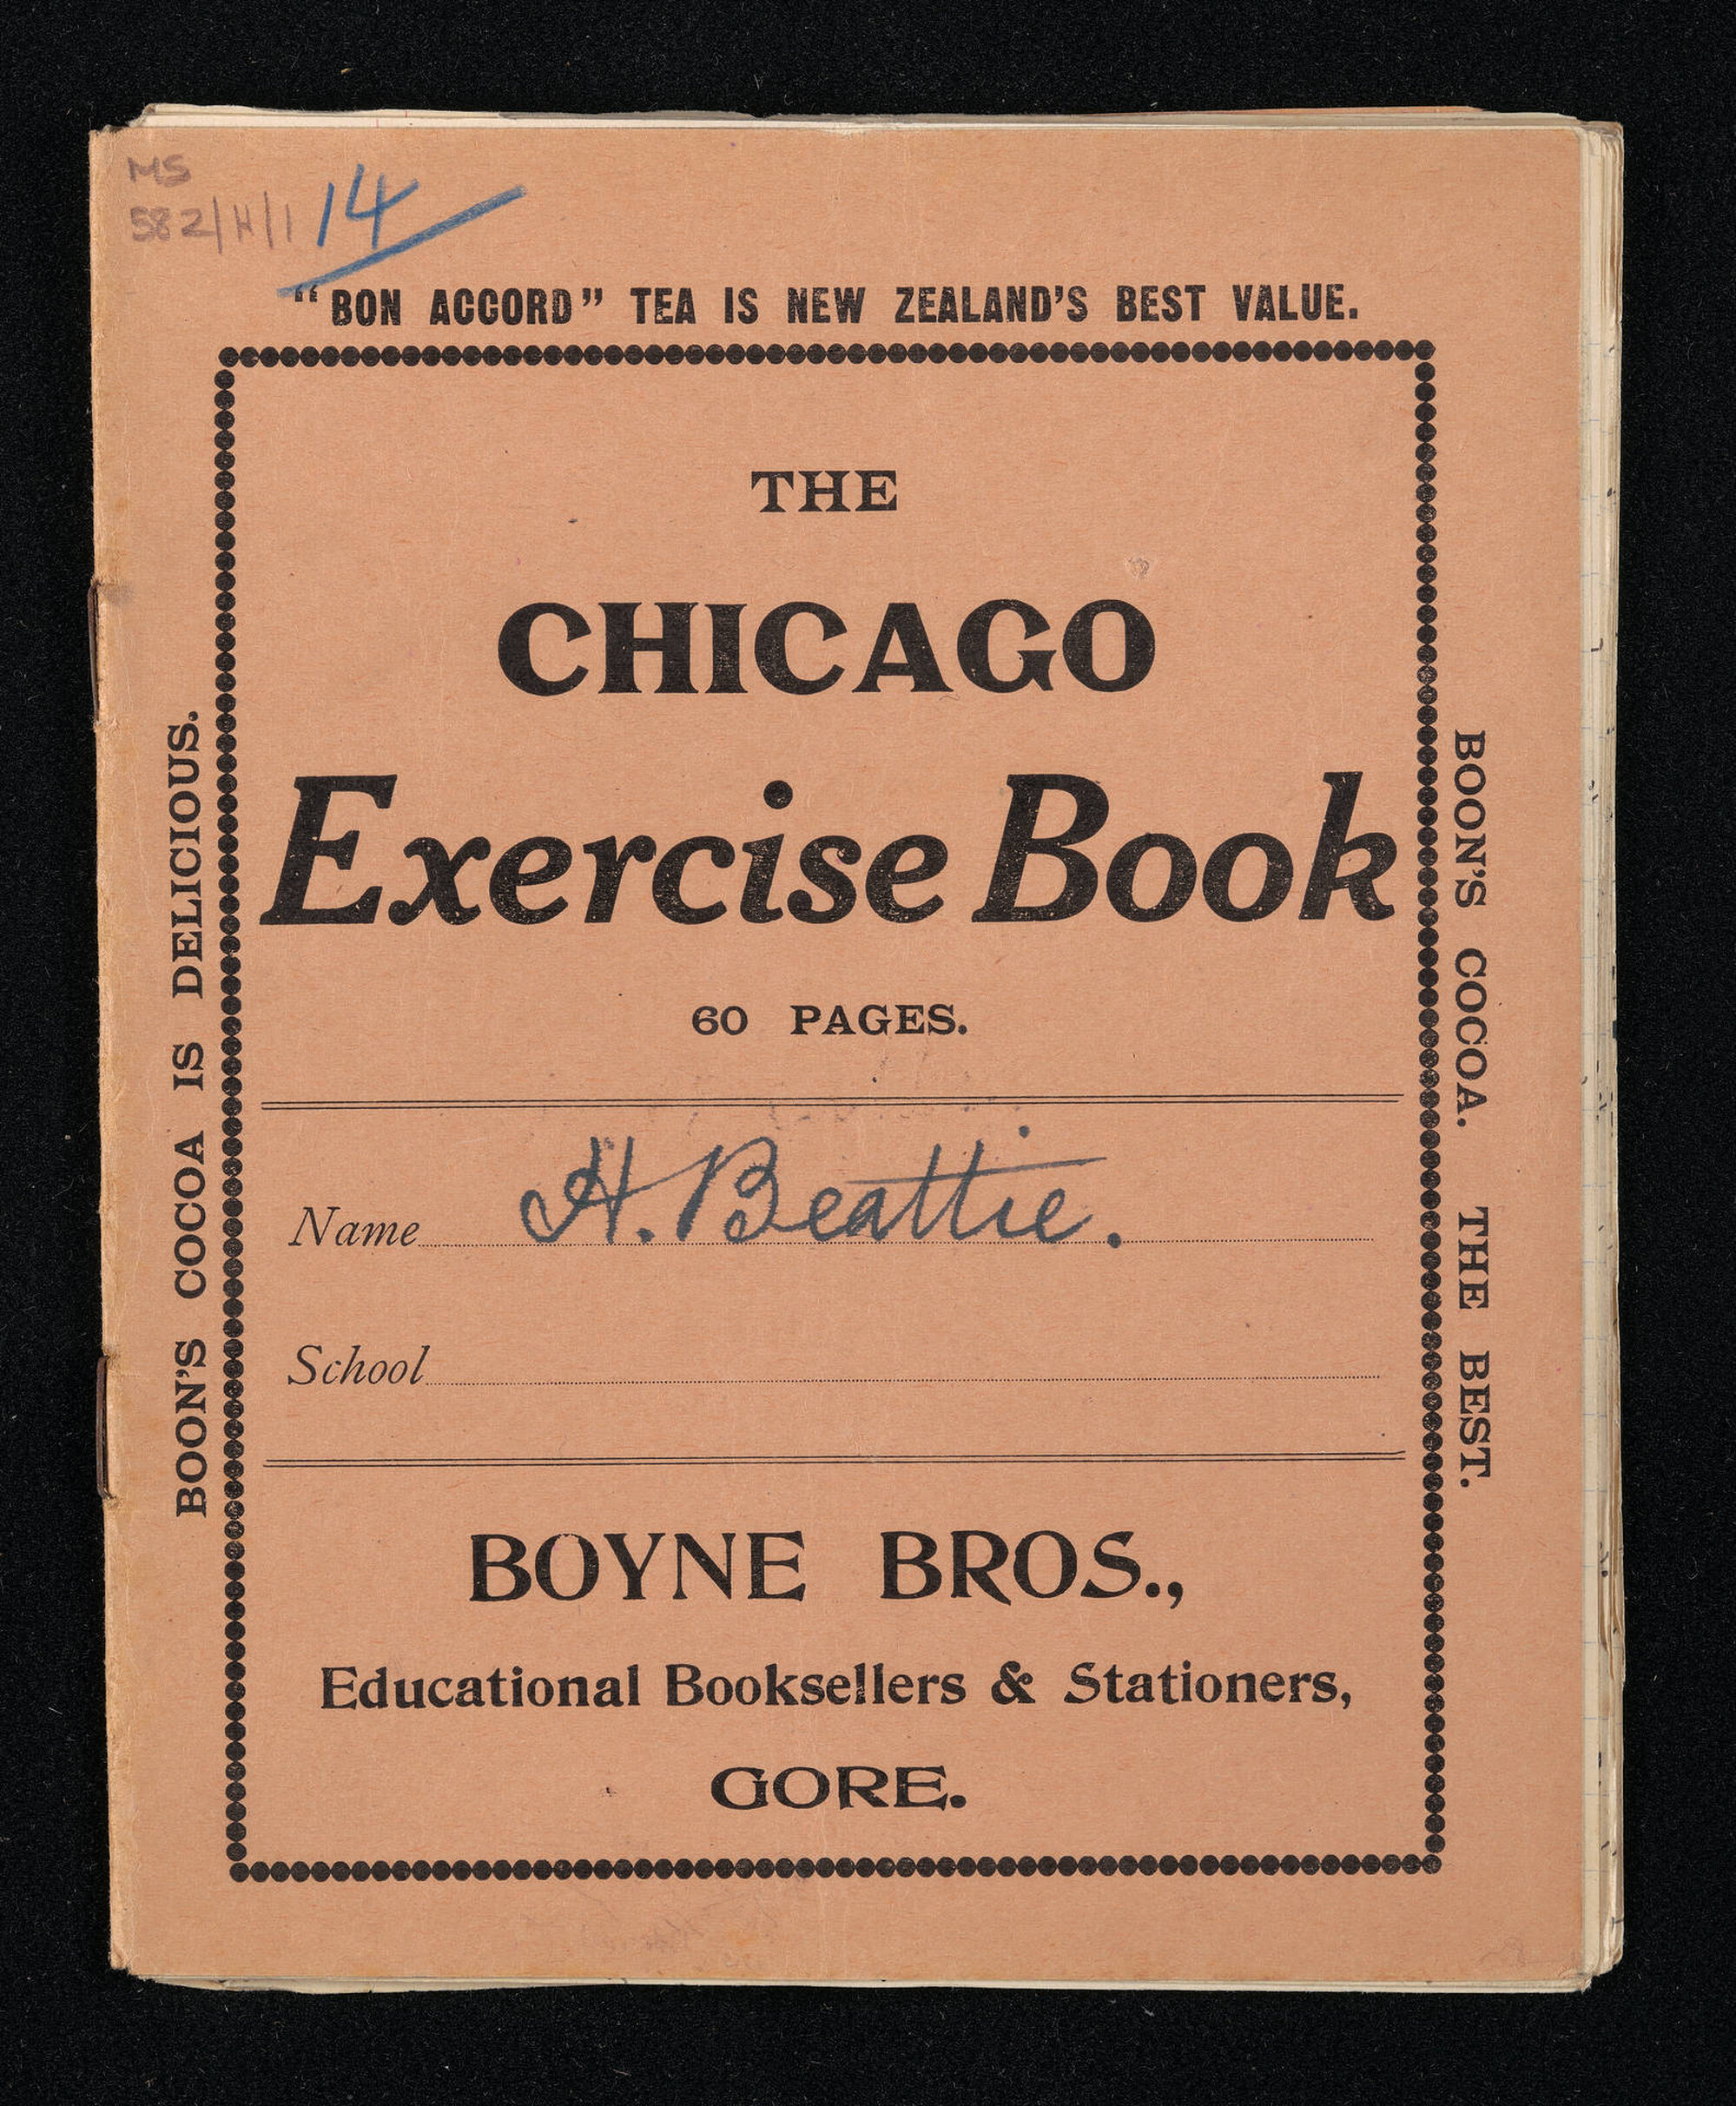 MS
582/H/1 14
"BON ACCORD" TEA IS NEW ZEALAND'S BEST VALUE.
BOON'S COCOA IS DELICIOUS.
THE
CHICAGO
Exercise Book
60 PAGES.
Name H. Beattie.
School
BOYNE BROS.,
Educational Booksellers & Stationers,
GORE.
BOON'S COCOA. THE BEST.